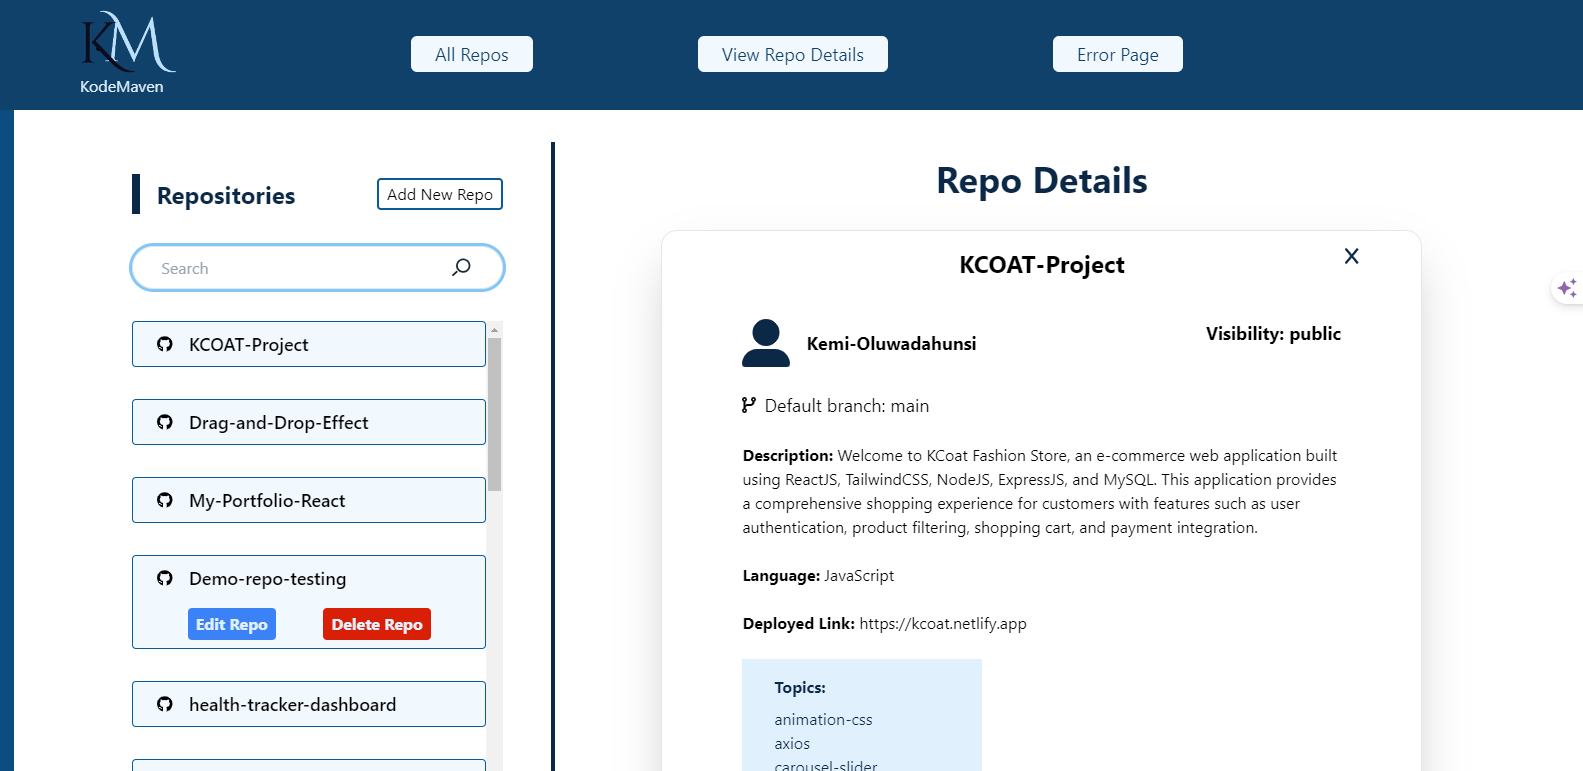 KM
KodeMaven
All Repos
View Repo Details
Error Page
Repositories
Add New Repo
Search
KCOAT-Project
Drag-and-Drop-Effect
My-Portfolio-React
Demo-repo-testing
Edit Repo
Delete Repo
health-tracker-dashboard
Repo Details
KCOAT-Project
X
Kemi-Oluwadahunsi
Visibility: public
Default branch: main
Description: Welcome to KCoat Fashion Store, an e-commerce web application built
using ReactJS, TailwindCSS, NodeJS, ExpressJS, and MySQL. This application provides
a comprehensive shopping experience for customers with features such as user
authentication, product filtering, shopping cart, and payment integration.
Language: JavaScript
Deployed Link: https://kcoat.netlify.app
Topics:
animation-css
axios
carousel-slider